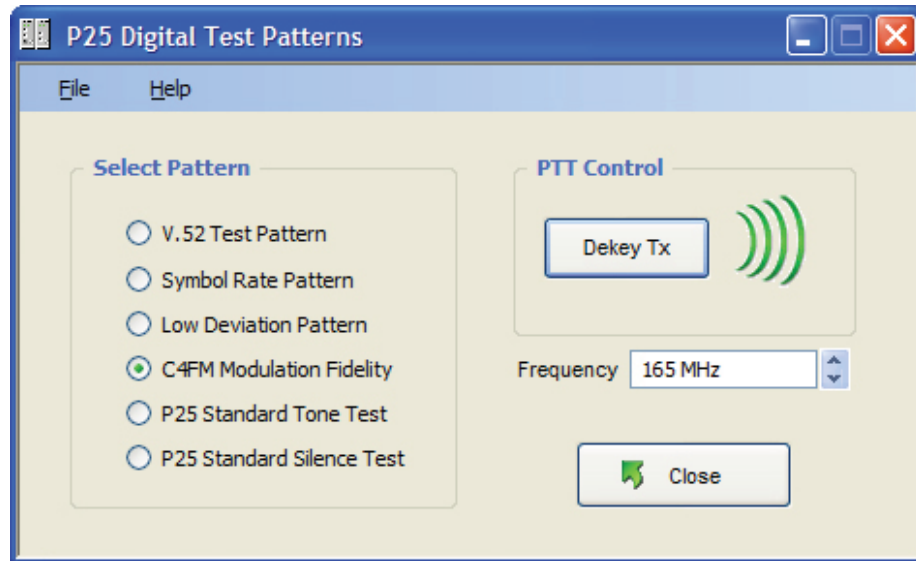 P25 Digital Test Patterns
File Help
Select Pattern
V.52 Test Pattern
Symbol Rate Pattern
Low Deviation Pattern
C4FM Modulation Fidelity
P25 Standard Tone Test
P25 Standard Silence Test
PTT Control
Dekey Tx
Frequency 165 MHz
Close